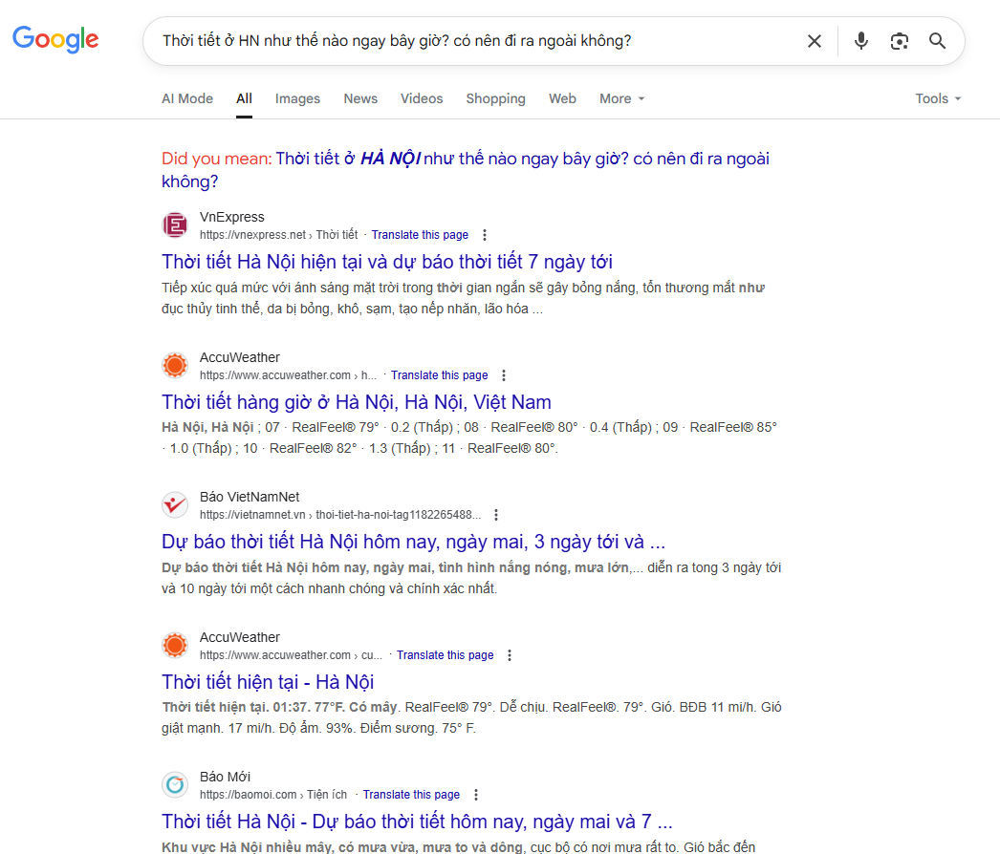 Google
Thời tiết ở HN như thế nào ngay bây giờ? có nên đi ra ngoài không?
AI Mode All Images News Videos Shopping Web More Tools
Did you mean: Thời tiết ở HÀ NỘI như thế nào ngay bây giờ? có nên đi ra ngoài
không?
VnExpress
https://vnexpress.net › Thời tiết · Translate this page
Thời tiết Hà Nội hiện tại và dự báo thời tiết 7 ngày tới
Tiếp xúc quá mức với ánh sáng mặt trời trong thời gian ngắn sẽ gây bỏng nắng, tổn thương mắt như
đục thủy tinh thể, da bị bỏng, khô, sạm, tạo nếp nhăn, lão hóa ...
AccuWeather
https://www.accuweather.com › h... · Translate this page
Thời tiết hàng giờ ở Hà Nội, Hà Nội, Việt Nam
Hà Nội, Hà Nội ; 07 · RealFeel® 79° · 0.2 (Thấp) ; 08 · RealFeel® 80° · 0.4 (Thấp) ; 09 · RealFeel® 85°
· 1.0 (Thấp) ; 10 · RealFeel® 82° · 1.3 (Thấp) ; 11 · RealFeel® 80°.
Báo VietNamNet
https://vietnamnet.vn › thoi-tiet-ha-noi-tag1182265488...
Dự báo thời tiết Hà Nội hôm nay, ngày mai, 3 ngày tới và ...
Dự báo thời tiết Hà Nội hôm nay, ngày mai, tình hình nắng nóng, mưa lớn,... diễn ra tong 3 ngày tới
và 10 ngày tới một cách nhanh chóng và chính xác nhất.
AccuWeather
https://www.accuweather.com › cu... · Translate this page
Thời tiết hiện tại - Hà Nội
Thời tiết hiện tại. 01:37. 77°F. Có mây. RealFeel® 79°. Dễ chịu. RealFeel®. 79°. Gió. BĐB 11 mi/h. Gió
giật mạnh. 17 mi/h. Độ ẩm. 93%. Điểm sương. 75° F.
Báo Mới
https://baomoi.com › Tiện ích · Translate this page
Thời tiết Hà Nội - Dự báo thời tiết hôm nay, ngày mai và 7 ...
Khu vực Hà Nội nhiều mây, có mưa vừa, mưa to và dông, cục bộ có nơi mưa rất to. Gió bắc đến